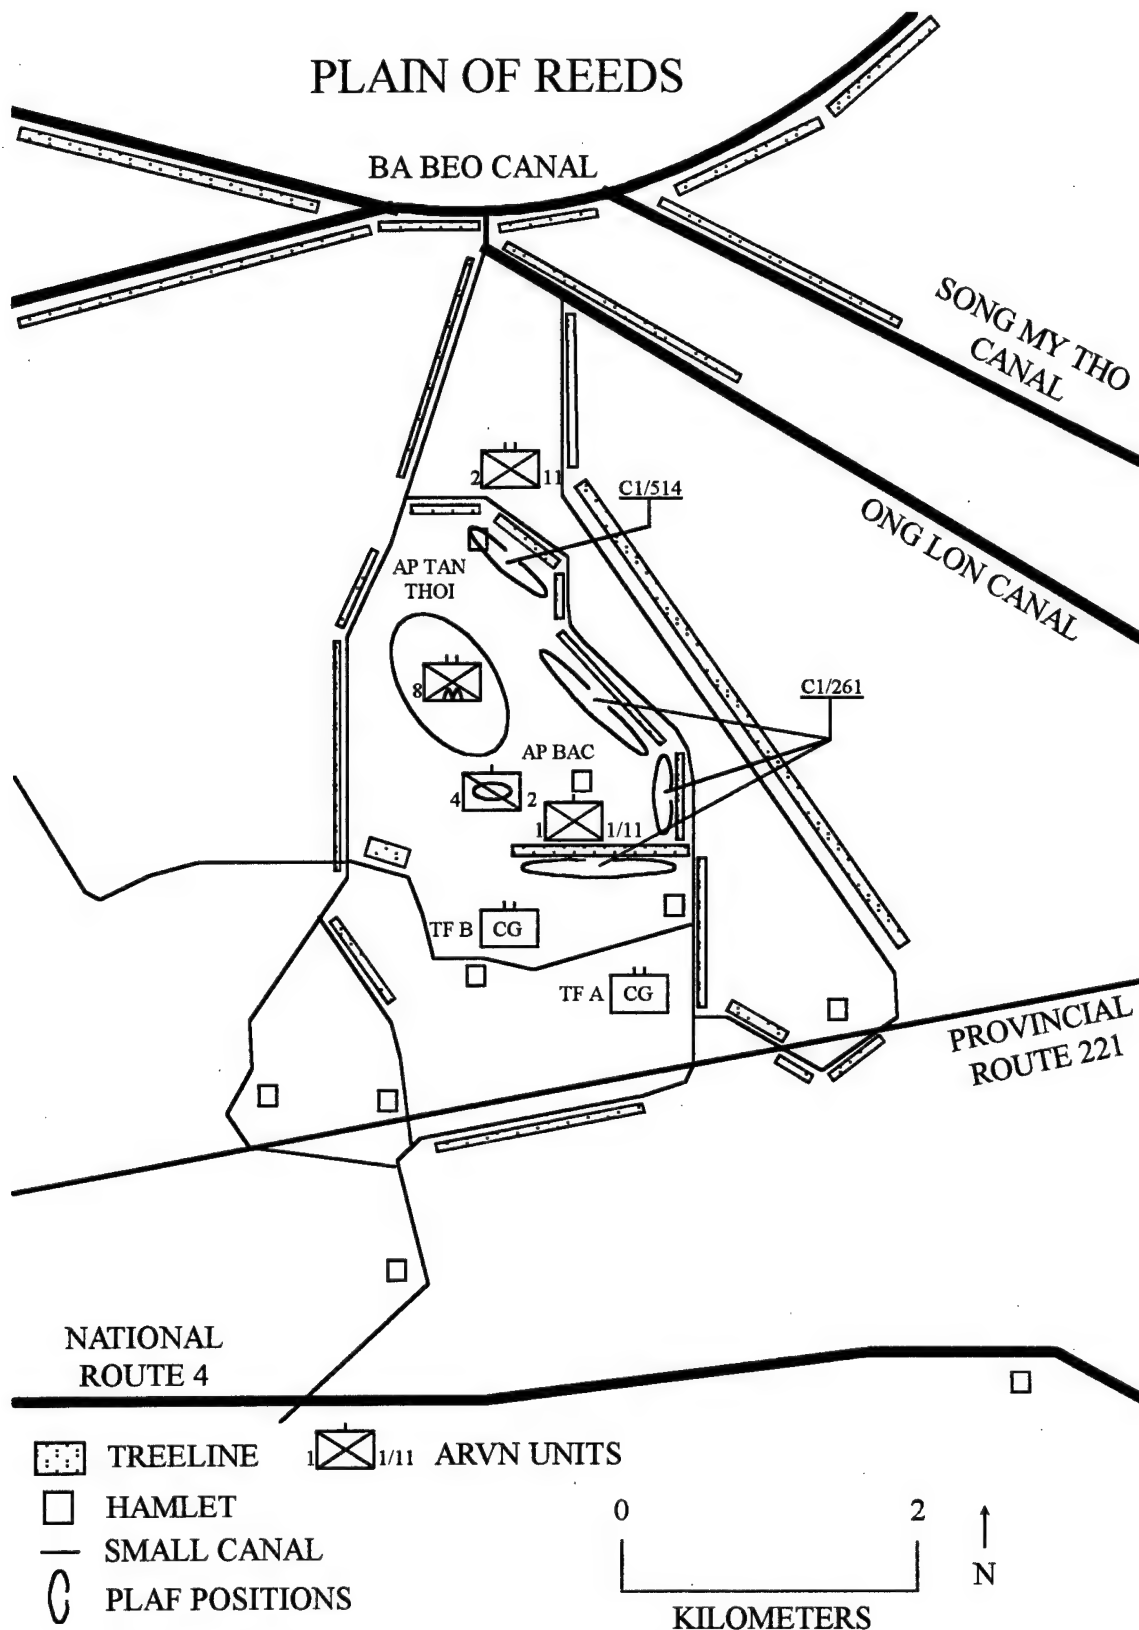 PLAIN OF REEDS
BA BEO CANAL
SONG MY THO
CANAL
ONG LON CANAL
2 11
C1/514
AP TAN
THOI
8
C1/261
AP BAC
4 2
1 1/11
TF B CG
TF A CG
PROVINCIAL
ROUTE 221
NATIONAL
ROUTE 4
TREELINE
1 1/11 ARVN UNITS
HAMLET
SMALL CANAL
PLAF POSITIONS
0 2
KILOMETERS
N